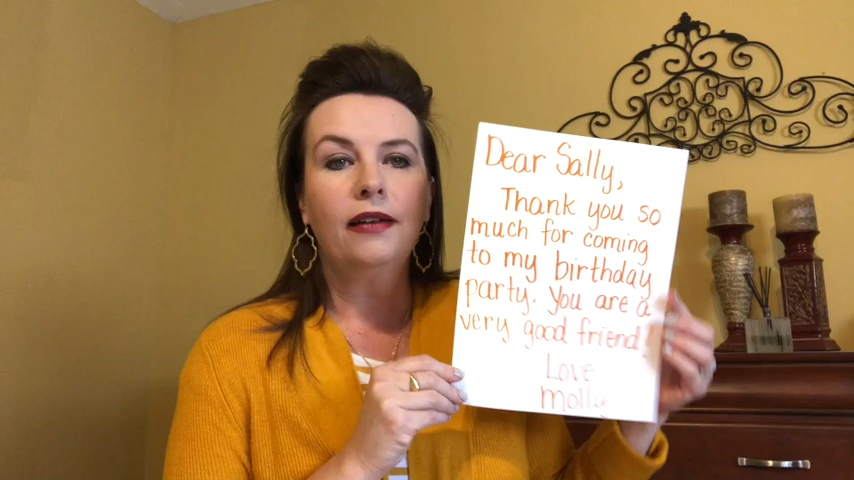 Dear Sally,
Thank you so
much for coming
to my birthday
party. You are a
very good friend!
Love
Molly